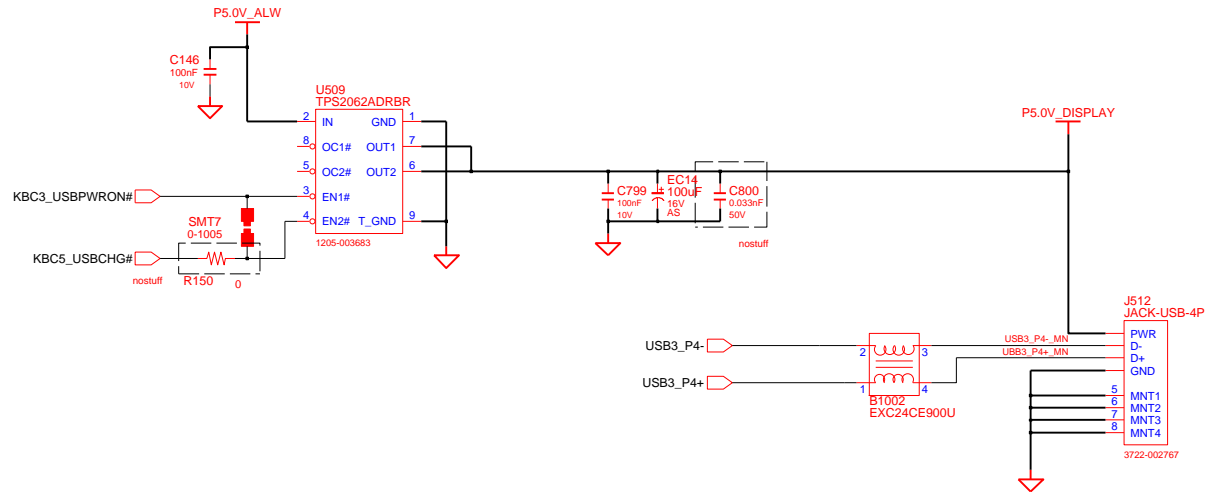 P5.0V_ALW
C146
100nF
10V
U509
TPS2062ADRBR
2 IN GND 1
8 OC1# OUT1 7
5 OC2# OUT2 6
3 EN1#
4 EN2# T_GND 9
1205-003683
KBC3_USBPWRON#
SMT7
0-1005
KBC5_USBCHG#
nostuff
R150
0
C799
100nF
10V
EC14
+
100uF
16V
AS
C800
0.033nF
50V
nostuff
P5.0V_DISPLAY
J512
JACK-USB-4P
PWR
D-
D+
GND
5 MNT1
6 MNT2
7 MNT3
8 MNT4
3722-002767
USB3_P4-
USB3_P4+
2 3
1 4
B1002
EXC24CE900U
USB3_P4-_MN
UBB3_P4+_MN